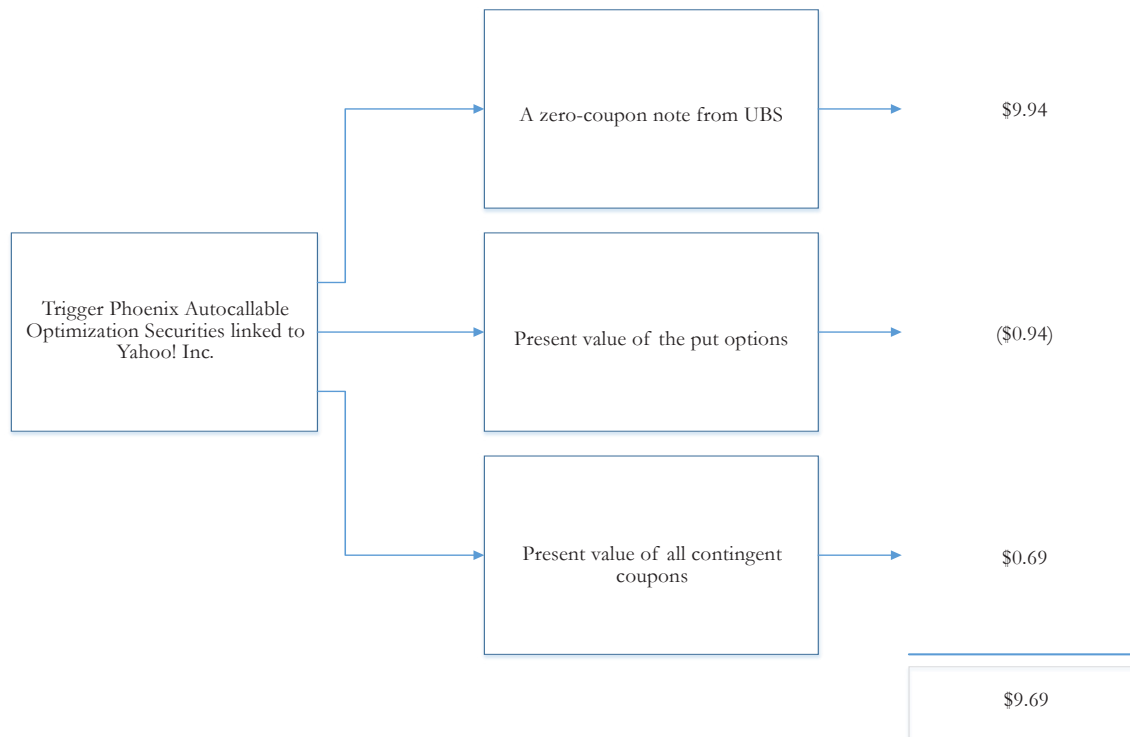 A zero-coupon note from UBS
$9.94
Trigger Phoenix Autocallable
Optimization Securities linked to
Yahoo! Inc.
Present value of the put options
($0.94)
Present value of all contingent
coupons
$0.69
$9.69